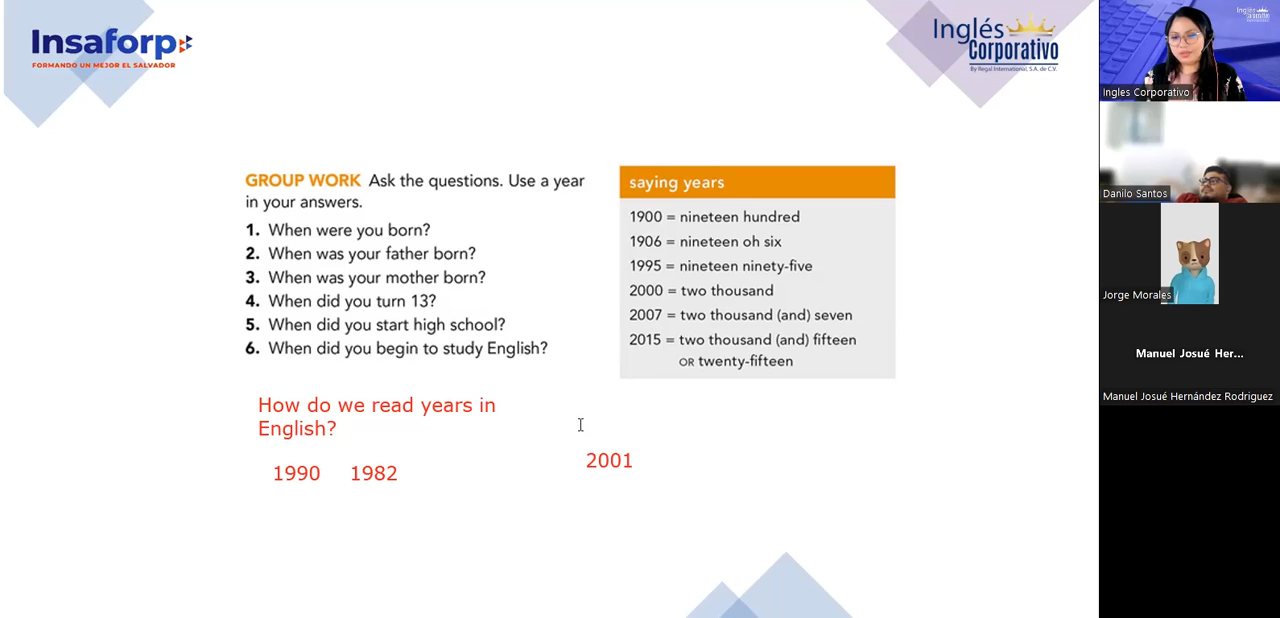 Insaforp
FORMANDO UN MEJOR EL SALVADOR
Inglés
Corporativo
By Regal International, S.A. de C.V.
GROUP WORK Ask the questions. Use a year
in your answers.
1. When were you born?
2. When was your father born?
3. When was your mother born?
4. When did you turn 13?
5. When did you start high school?
6. When did you begin to study English?
saying years
1900 = nineteen hundred
1906 = nineteen oh six
1995 = nineteen ninety-five
2000 = two thousand
2007 = two thousand (and) seven
2015 = two thousand (and) fifteen
OR twenty-fifteen
How do we read years in
English?
1990 1982
2001
Inglés
Ingles Corporativo
Danilo Santos
Jorge Morales
Manuel Josué Her...
Manuel Josué Hernández Rodriguez